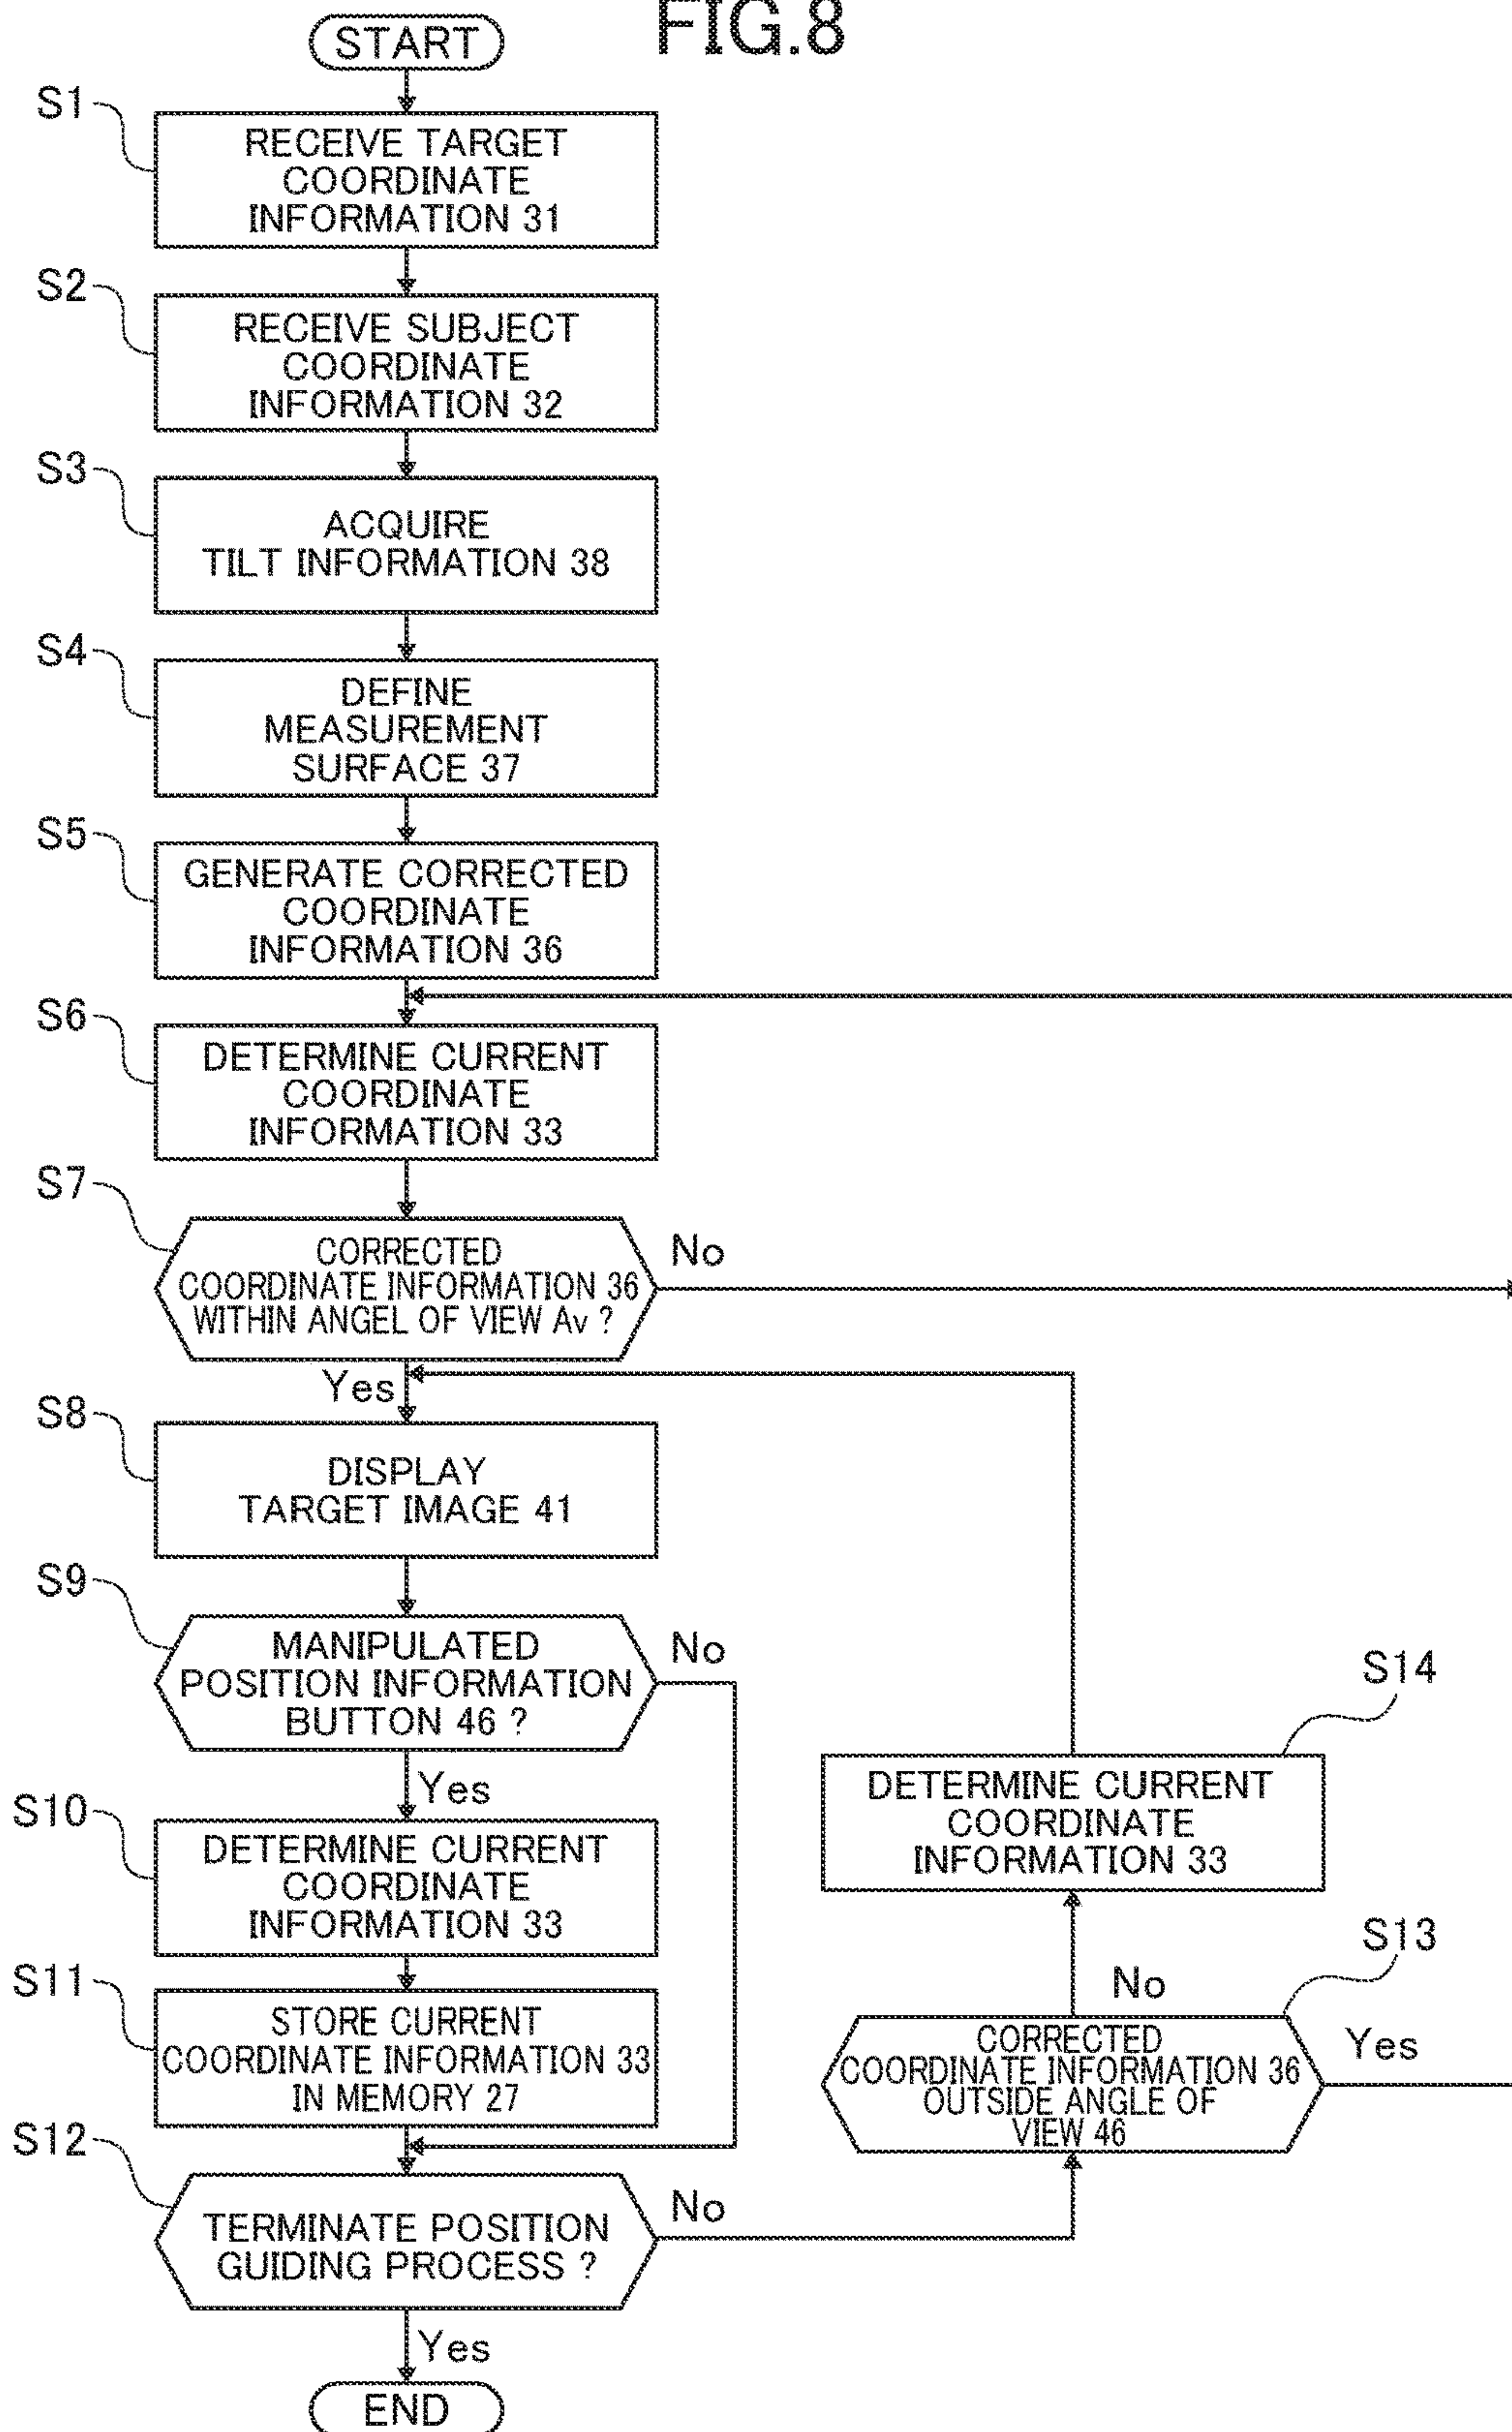 FIG.8
START
S1
RECEIVE TARGET
COORDINATE
INFORMATION 31
S2
RECEIVE SUBJECT
COORDINATE
INFORMATION 32
S3
ACQUIRE
TILT INFORMATION 38
S4
DEFINE
MEASUREMENT
SURFACE 37
S5
GENERATE CORRECTED
COORDINATE
INFORMATION 36
S6
DETERMINE CURRENT
COORDINATE
INFORMATION 33
S7
CORRECTED
COORDINATE INFORMATION 36
WITHIN ANGEL OF VIEW Av ?
No
Yes
S8
DISPLAY
TARGET IMAGE 41
S9
MANIPULATED
POSITION INFORMATION
BUTTON 46 ?
No
Yes
S10
DETERMINE CURRENT
COORDINATE
INFORMATION 33
S11
STORE CURRENT
COORDINATE INFORMATION 33
IN MEMORY 27
S12
TERMINATE POSITION
GUIDING PROCESS ?
No
Yes
END
S14
DETERMINE CURRENT
COORDINATE
INFORMATION 33
No
S13
CORRECTED
COORDINATE INFORMATION 36
OUTSIDE ANGLE OF
VIEW 46
Yes